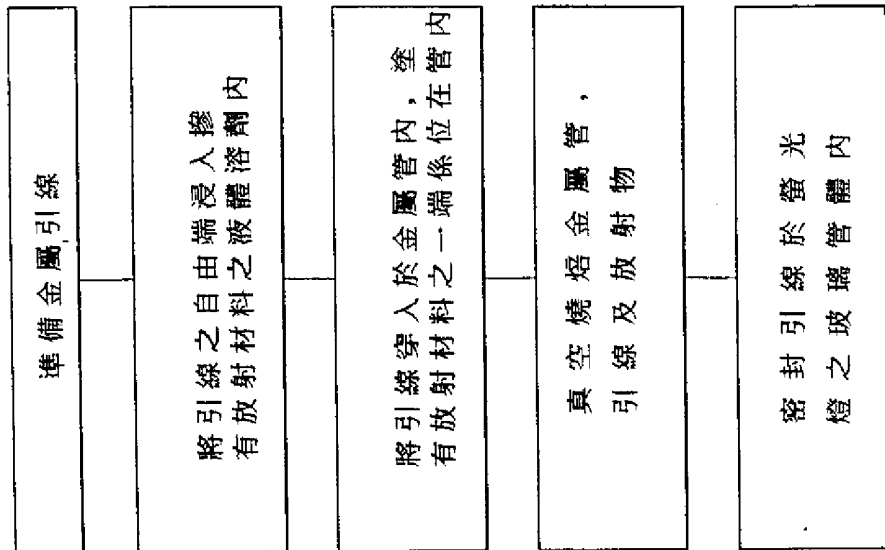 準備金屬引線
將引線之自由端浸入摻
有放射材料之液體溶劑內
將引線穿入於金屬管內，塗
有放射材料之一端係位在管內
真空燒焙金屬管，
引線及放射物
密封引線於螢光
燈之玻璃管體內